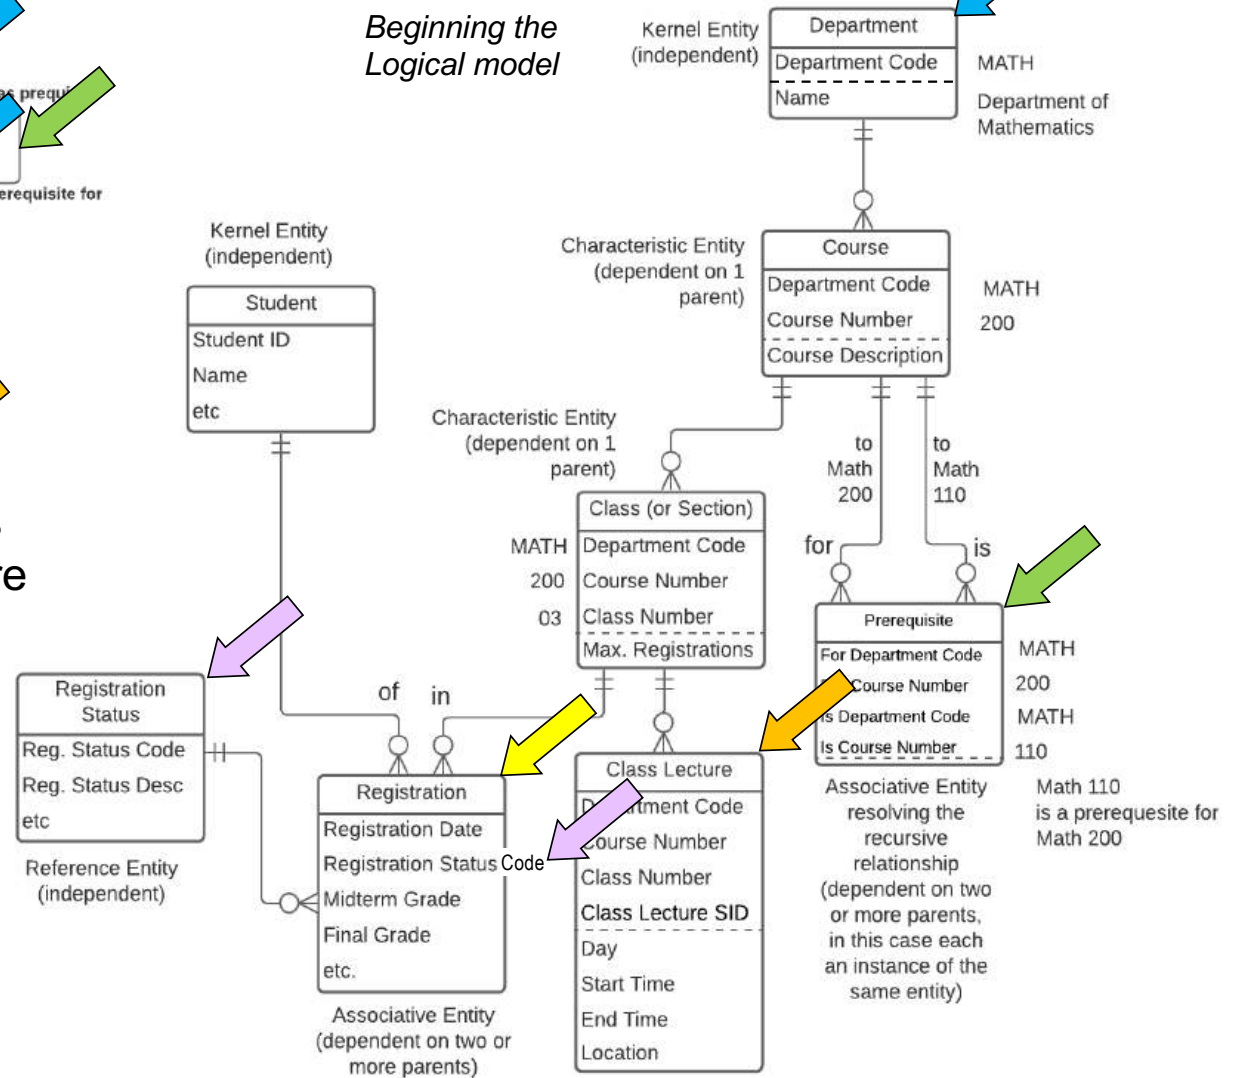 Beginning the
Logical model
Kernel Entity
(independent)
Department
Department Code
Name
MATH
Department of
Mathematics
erequisite for
Kernel Entity
(independent)
Student
Student ID
Name
etc
Characteristic Entity
(dependent on 1
parent)
Course
Department Code
Course Number
Course Description
MATH
200
Characteristic Entity
(dependent on 1
parent)
Class (or Section)
MATH
Department Code
200
Course Number
03
Class Number
Max. Registrations
to
Math
200
to
Math
110
for
is
Prerequisite
For Department Code
Course Number
Is Department Code
Is Course Number
MATH
200
MATH
110
Associative Entity
resolving the
recursive
relationship
(dependent on two
or more parents,
in this case each
an instance of the
same entity)
Math 110
is a prerequesite for
Math 200
re
Registration
Status
Reg. Status Code
Reg. Status Desc
etc
Reference Entity
(independent)
of
in
Registration
Registration Date
Registration Status Code
Midterm Grade
Final Grade
etc.
Associative Entity
(dependent on two or
more parents)
Class Lecture
Department Code
Course Number
Class Number
Class Lecture SID
Day
Start Time
End Time
Location